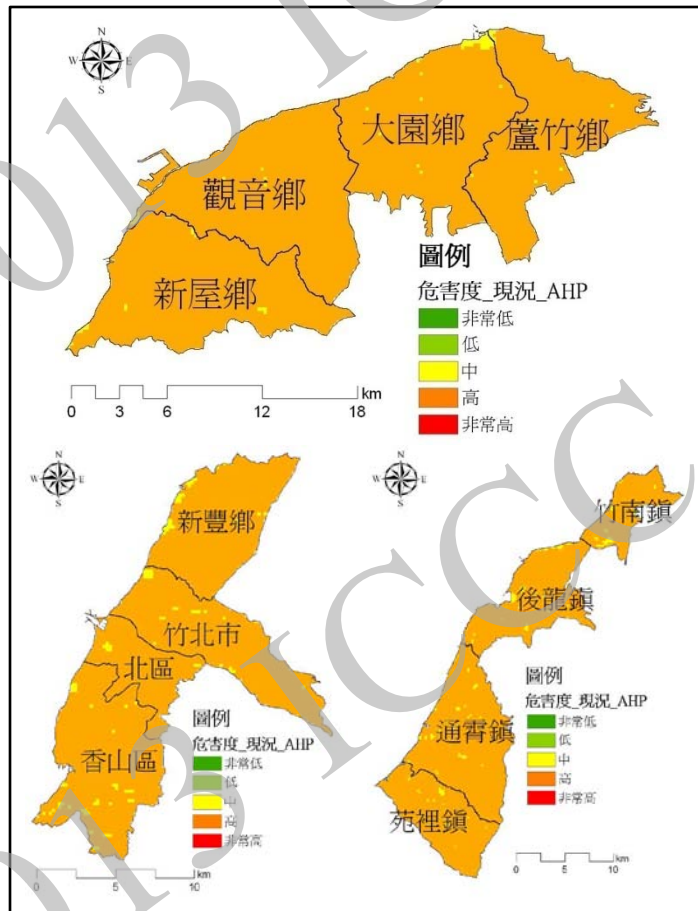 2013 ICCC
N
W E
S
大園鄉
蘆竹鄉
觀音鄉
新屋鄉
圖例
危害度_現況_AHP
非常低
低
中
高
非常高
km
0 3 6 12 18
N
W E
S
新豐鄉
竹北市
北區
香山區
圖例
危害度_現況_AHP
非常低
低
中
高
非常高
km
0 5 10
N
W E
S
竹南鎮
後龍鎮
通霄鎮
苑裡鎮
圖例
危害度_現況_AHP
非常低
低
中
高
非常高
km
0 5 10
2013 ICCC